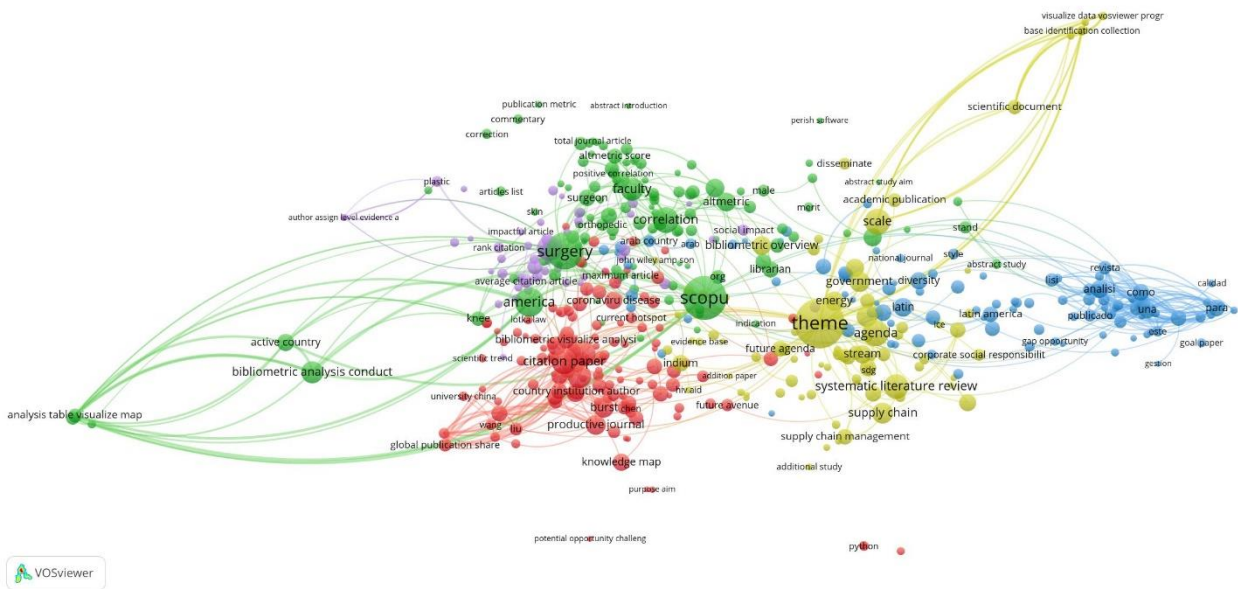 visualize data vosviewer progr
base identification collection
scientific document
publication metric
abstract introduction
commentary
perish software
correction
total journal article
altmetric score
disseminate
positive correlation
plastic
articles list
surgeon
faculty
altmetric
male
abstract study aim
academic publication
author assign level evidence a
skin
orthopedic
correlation
merit
scale
impactful article
social impact
stand
rank citation
arab country
arab
bibliometric overview
surgery
john wiley amp son
national journal
style
abstract study
average citation article
maximum article
org
librarian
government
diversity
lisi
revista
analisi
calidad
america
coronaviru disease
scopu
energy
latin
como
una
para
knee
lotka law
current hotspot
indication
theme
agenda
fce
latin america
publicado
este
goal paper
active country
bibliometric visualize analysi
evidence base
future agenda
stream
gap opportunity
scientific trend
citation paper
indium
corporate social responsibilit
gestion
bibliometric analysis conduct
addition paper
sdg
university china
country institution author
hiv aid
systematic literature review
analysis table visualize map
burst
chen
future avenue
supply chain
wang
liu
productive journal
global publication share
supply chain management
knowledge map
additional study
purpose aim
potential opportunity challeng
python
VOSviewer